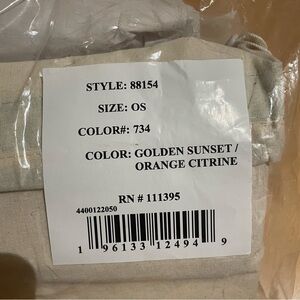 STYLE: 88154
SIZE: OS
COLOR#: 734
COLOR: GOLDEN SUNSET /
ORANGE CITRINE
RN # 111395
4400122050
1 96133 12494 9